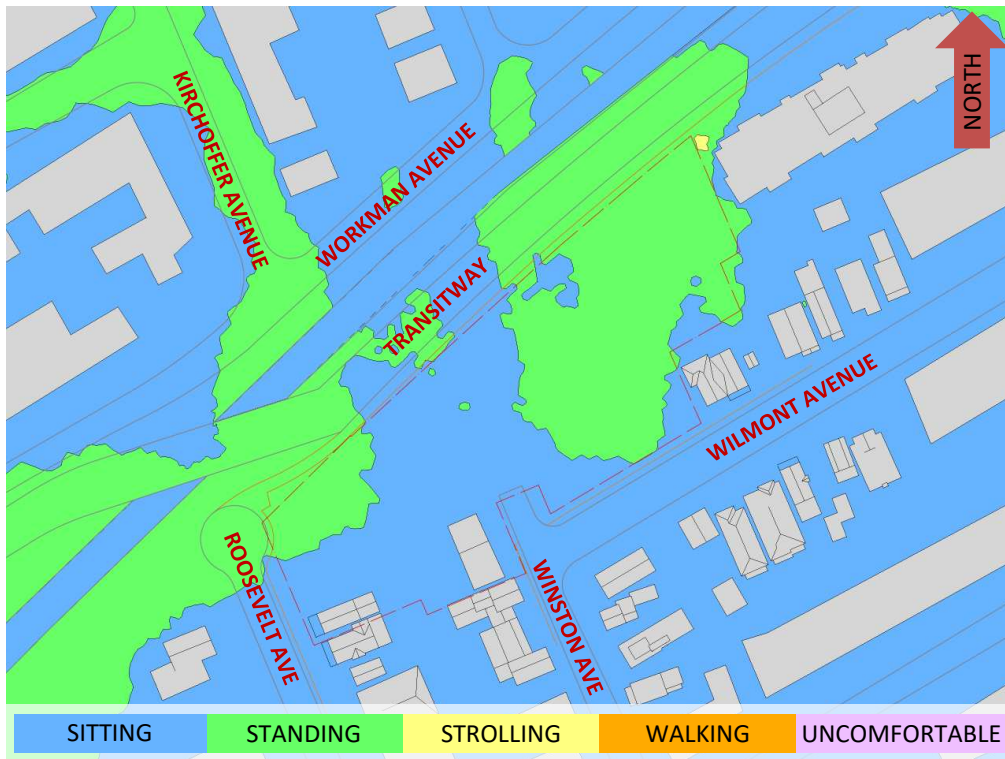 NORTH
KIRCHOFFER AVENUE
WORKMAN AVENUE
TRANSITWAY
WILMONT AVENUE
ROOSEVELT AVE
WINSTON AVE
SITTING
STANDING
STROLLING
WALKING
UNCOMFORTABLE